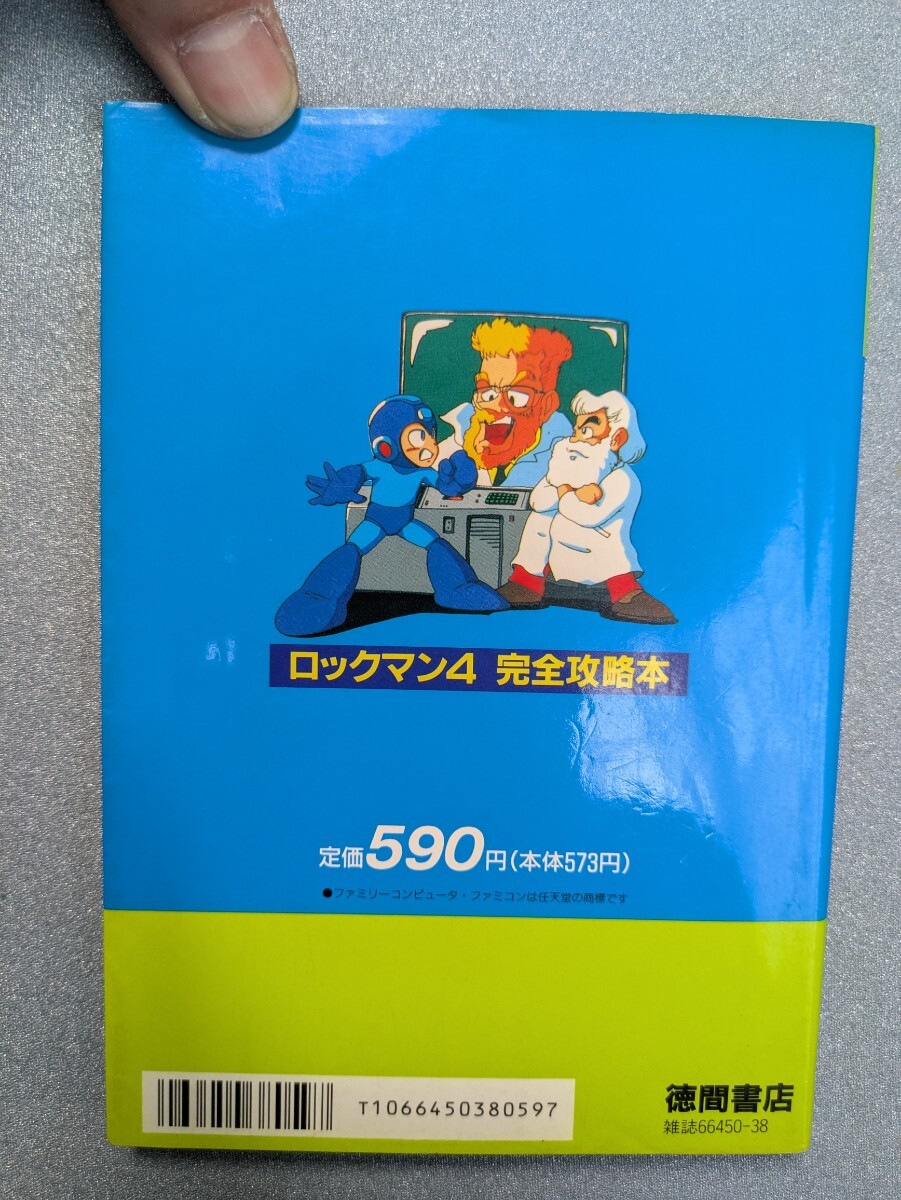 ロックマン4 完全攻略本
定価590円(本体573円)
●ファミリーコンピュータ・ファミコンは任天堂の商標です
T1066450380597
徳間書店
雑誌66450-38